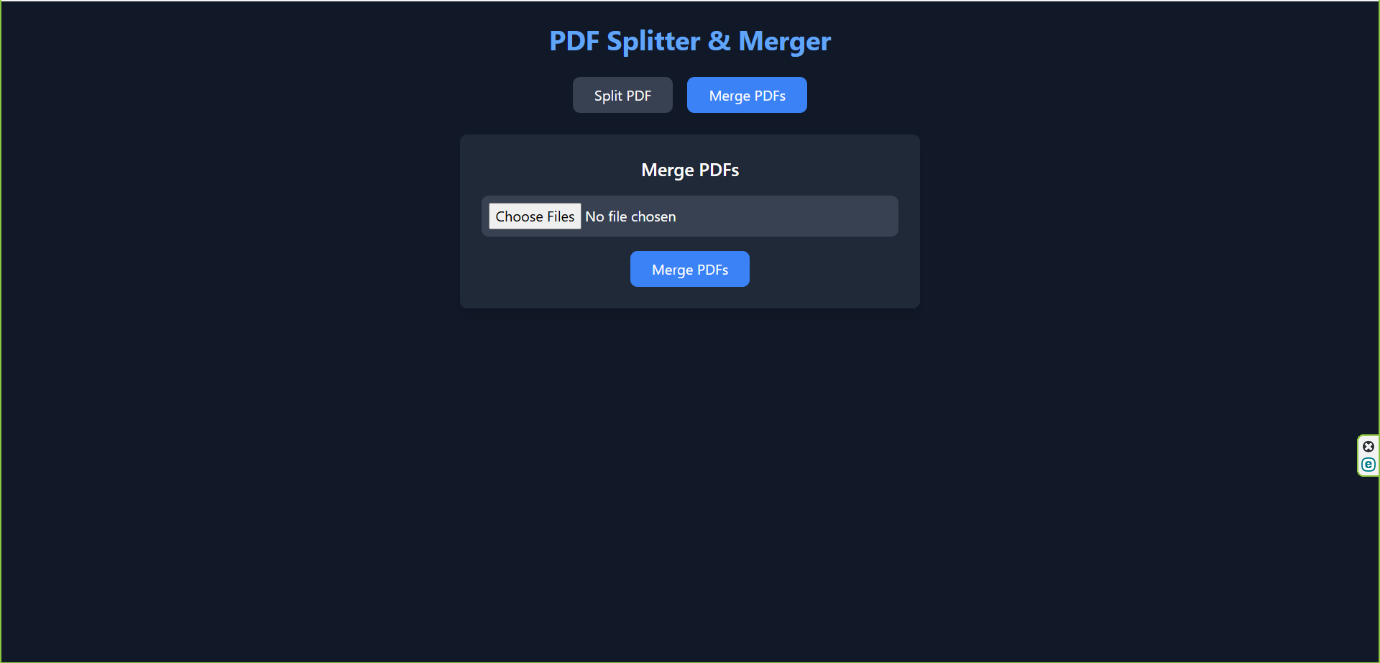 PDF Splitter & Merger
Split PDF Merge PDFs
Merge PDFs
Choose Files No file chosen
Merge PDFs
e